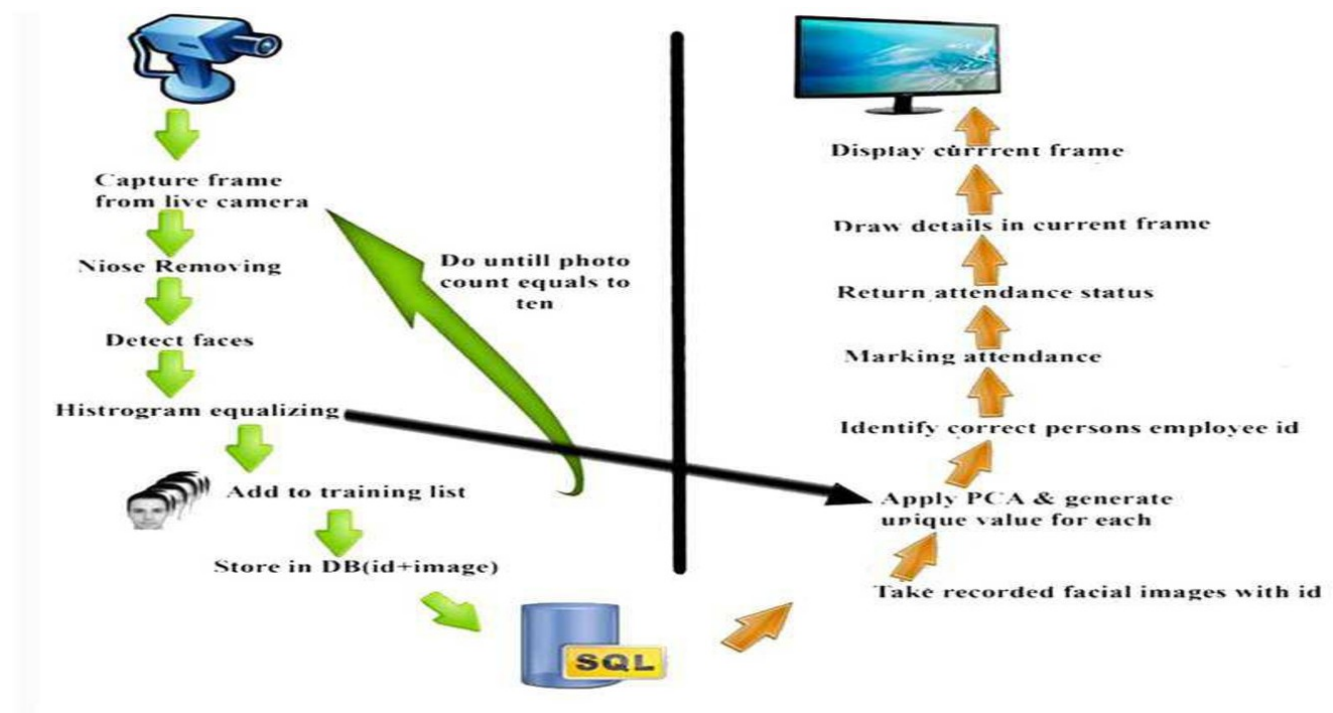 Capture frame
from live camera
Niose Removing
Detect faces
Histrogram equalizing
Add to training list
Store in DB(id+image)
Do untill photo
count equals to
ten
SQL
Display currrent frame
Draw details in current frame
Return attendance status
Marking attendance
Identify correct persons employee id
Apply PCA & generate
unique value for each
Take recorded facial images with id